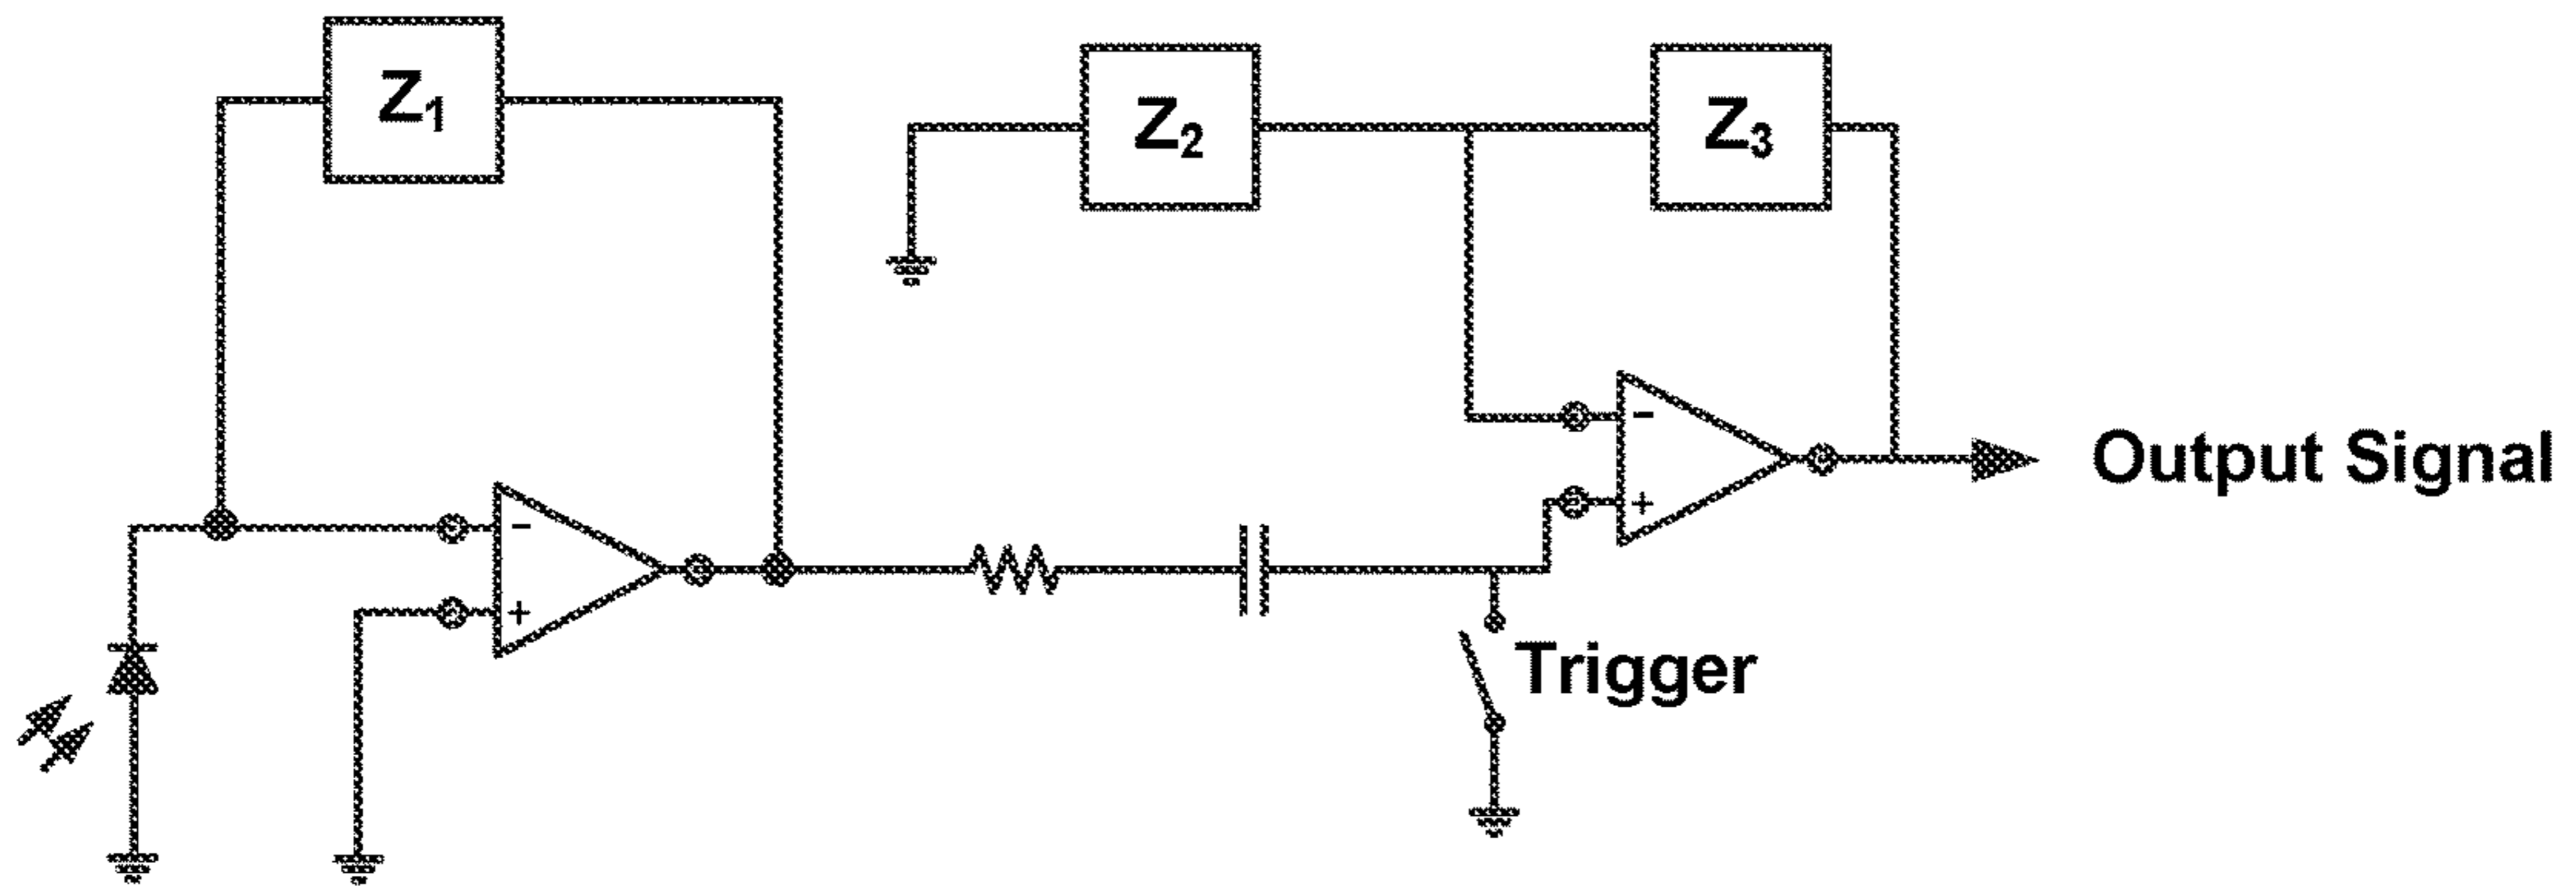 Z₁
Z₂
Z₃
-
+
-
+
Output Signal
Trigger